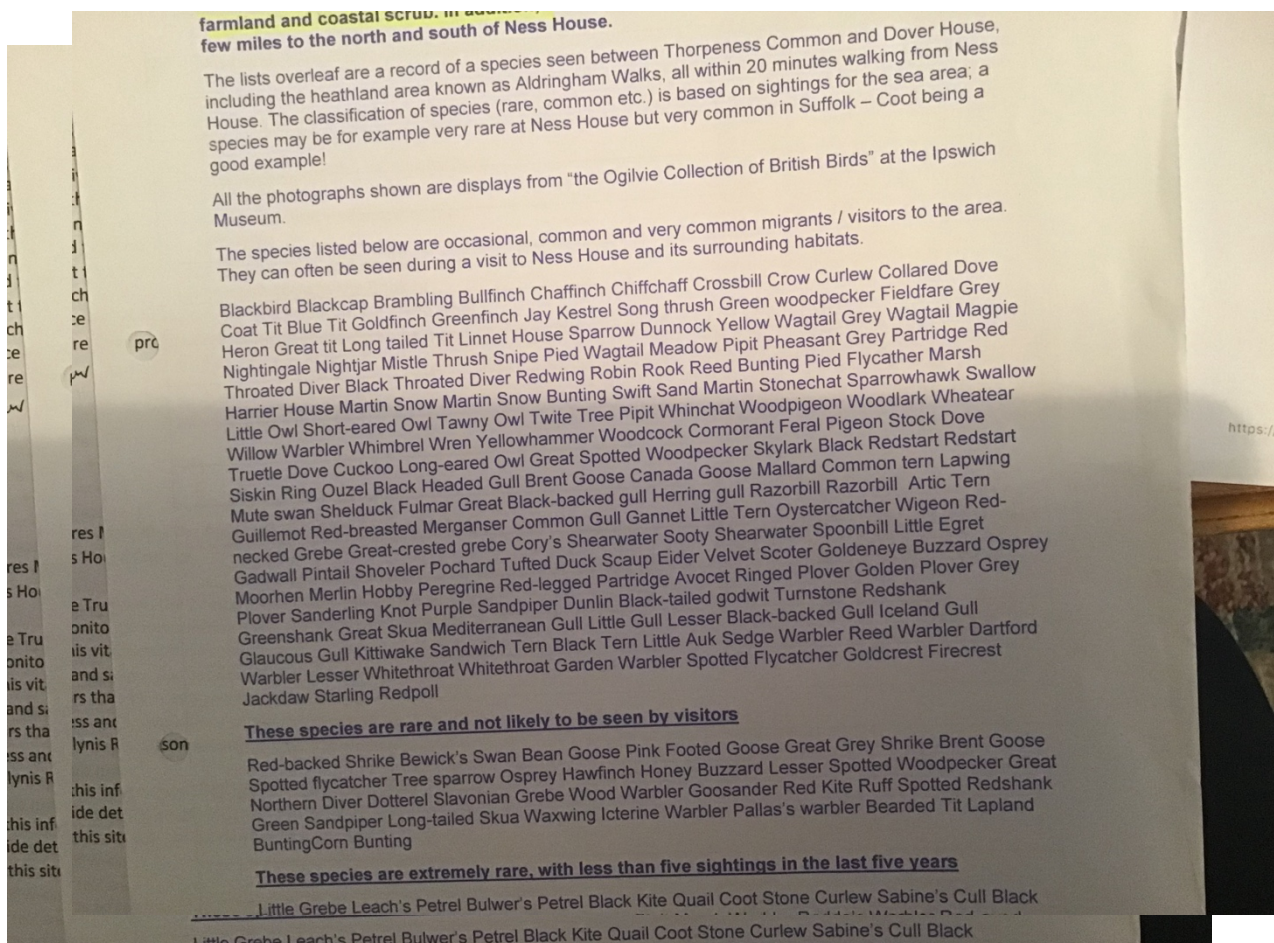 farmland and coastal scrub. In
few miles to the north and south of Ness House.
The lists overleaf are a record of a species seen between Thorpeness Common and Dover House,
including the heathland area known as Aldringham Walks, all within 20 minutes walking from Ness
House. The classification of species (rare, common etc.) is based on sightings for the sea area; a
species may be for example very rare at Ness House but very common in Suffolk – Coot being a
good example!
All the photographs shown are displays from “the Ogilvie Collection of British Birds” at the Ipswich
Museum.
The species listed below are occasional, common and very common migrants / visitors to the area.
They can often be seen during a visit to Ness House and its surrounding habitats.
Blackbird Blackcap Brambling Bullfinch Chaffinch Chiffchaff Crossbill Crow Curlew Collared Dove
Coat Tit Blue Tit Goldfinch Greenfinch Jay Kestrel Song thrush Green woodpecker Fieldfare Grey
Heron Great tit Long tailed Tit Linnet House Sparrow Dunnock Yellow Wagtail Grey Wagtail Magpie
Nightingale Nightjar Mistle Thrush Snipe Pied Wagtail Meadow Pipit Pheasant Grey Partridge Red
Throated Diver Black Throated Diver Redwing Robin Rook Reed Bunting Pied Flycather Marsh
Harrier House Martin Snow Martin Snow Bunting Swift Sand Martin Stonechat Sparrowhawk Swallow
Little Owl Short-eared Owl Tawny Owl Twite Tree Pipit Whinchat Woodpigeon Woodlark Wheatear
Willow Warbler Whimbrel Wren Yellowhammer Woodcock Cormorant Feral Pigeon Stock Dove
Truetle Dove Cuckoo Long-eared Owl Great Spotted Woodpecker Skylark Black Redstart Redstart
Siskin Ring Ouzel Black Headed Gull Brent Goose Canada Goose Mallard Common tern Lapwing
Mute swan Shelduck Fulmar Great Black-backed gull Herring gull Razorbill Razorbill Artic Tern
Guillemot Red-breasted Merganser Common Gull Gannet Little Tern Oystercatcher Wigeon Red-
necked Grebe Great-crested grebe Cory’s Shearwater Sooty Shearwater Spoonbill Little Egret
Gadwall Pintail Shoveler Pochard Tufted Duck Scaup Eider Velvet Scoter Goldeneye Buzzard Osprey
Moorhen Merlin Hobby Peregrine Red-legged Partridge Avocet Ringed Plover Golden Plover Grey
Plover Sanderling Knot Purple Sandpiper Dunlin Black-tailed godwit Turnstone Redshank
Greenshank Great Skua Mediterranean Gull Little Gull Lesser Black-backed Gull Iceland Gull
Glaucous Gull Kittiwake Sandwich Tern Black Tern Little Auk Sedge Warbler Reed Warbler Dartford
Warbler Lesser Whitethroat Whitethroat Garden Warbler Spotted Flycatcher Goldcrest Firecrest
Jackdaw Starling Redpoll
These species are rare and not likely to be seen by visitors
Red-backed Shrike Bewick’s Swan Bean Goose Pink Footed Goose Great Grey Shrike Brent Goose
Spotted flycatcher Tree sparrow Osprey Hawfinch Honey Buzzard Lesser Spotted Woodpecker Great
Northern Diver Dotterel Slavonian Grebe Wood Warbler Goosander Red Kite Ruff Spotted Redshank
Green Sandpiper Long-tailed Skua Waxwing Icterine Warbler Pallas’s warbler Bearded Tit Lapland
BuntingCorn Bunting
These species are extremely rare, with less than five sightings in the last five years
Little Grebe Leach’s Petrel Bulwer’s Petrel Black Kite Quail Coot Stone Curlew Sabine’s Cull Black
Little Grebe Leach’s Petrel Bulwer’s Petrel Black Kite Quail Coot Stone Curlew Sabine’s Cull Black
pro
son
https:/